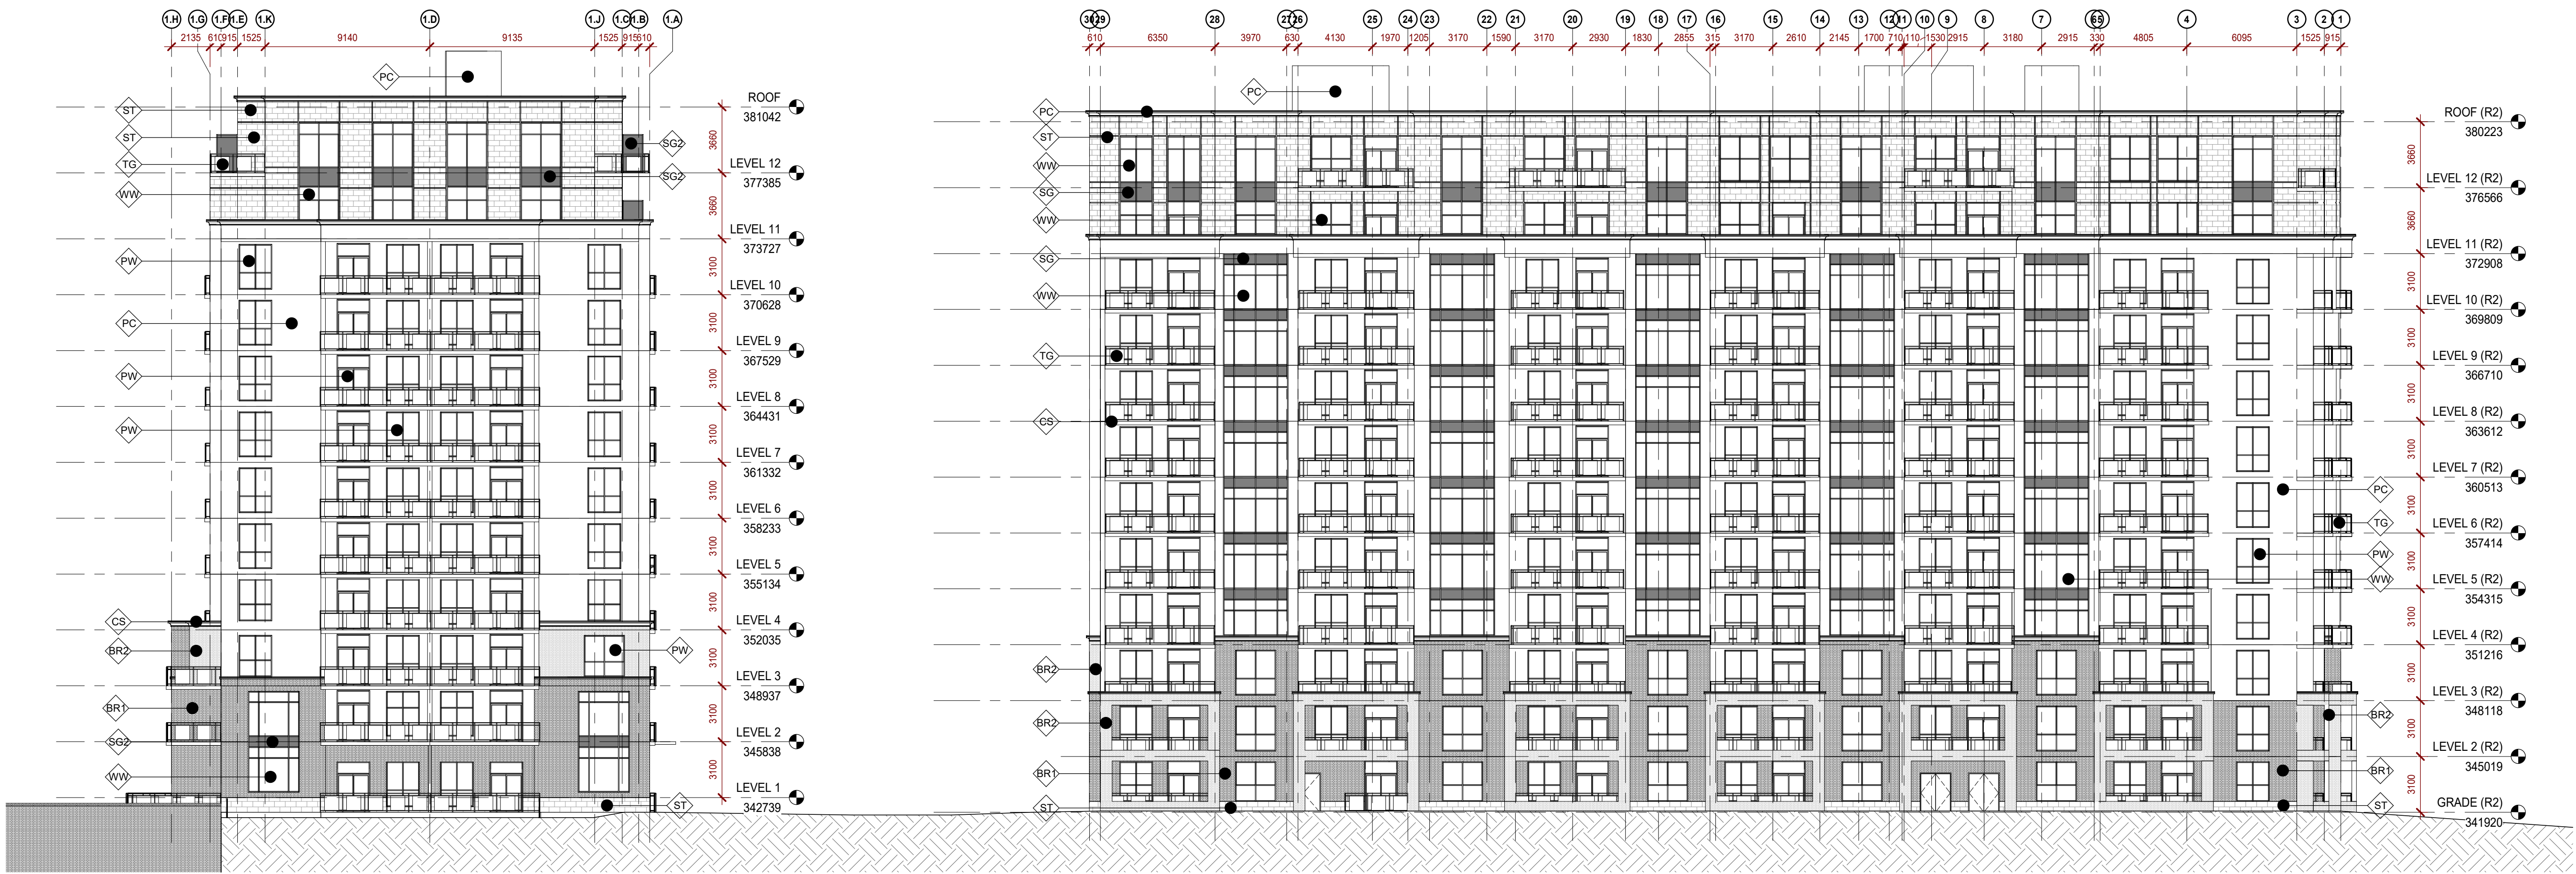 1.H 1.G 1.F 1.E 1.K 1.D 1.J 1.C 1.B 1.A
2135 610 915 1525 9140 9135 1525 915 610
PC
ST
ST
TG
WW
PW
PC
PW
PW
CS
BR2
BR1
SG2
WW
SG2
SG2
PW
ST
ROOF
381042
3660
LEVEL 12
377385
3660
LEVEL 11
373727
3100
LEVEL 10
370628
3100
LEVEL 9
367529
3100
LEVEL 8
364431
3100
LEVEL 7
361332
3100
LEVEL 6
358233
3100
LEVEL 5
355134
3100
LEVEL 4
352035
3100
LEVEL 3
348937
3100
LEVEL 2
345838
3100
LEVEL 1
342739
30 29 28 27 26 25 24 23 22 21 20 19 18 17 16 15 14 13 12 11 10 9 8 7 6 5 4 3 2 1
610 6350 3970 630 4130 1970 1205 3170 1590 3170 2930 1830 2855 315 3170 2610 2145 1700 710 110 1530 2915 3180 2915 330 4805 6095 1525 915
PC
PC
ST
WW
SG
WW
SG
WW
TG
CS
BR2
BR2
BR1
ST
PC
TG
PW
WW
BR2
BR1
ST
ROOF (R2)
380223
3660
LEVEL 12 (R2)
376566
3660
LEVEL 11 (R2)
372908
3100
LEVEL 10 (R2)
369809
3100
LEVEL 9 (R2)
366710
3100
LEVEL 8 (R2)
363612
3100
LEVEL 7 (R2)
360513
3100
LEVEL 6 (R2)
357414
3100
LEVEL 5 (R2)
354315
3100
LEVEL 4 (R2)
351216
3100
LEVEL 3 (R2)
348118
3100
LEVEL 2 (R2)
345019
3100
GRADE (R2)
341920